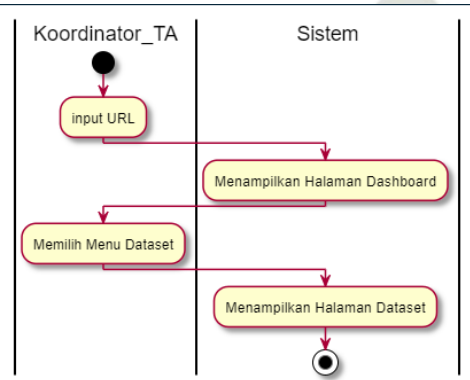 Koordinator_TA
Sistem
input URL
Menampilkan Halaman Dashboard
Memilih Menu Dataset
Menampilkan Halaman Dataset